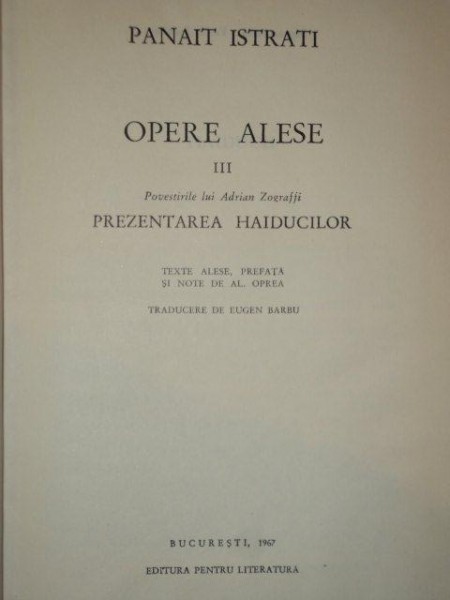 PANAIT ISTRATI
OPERE ALESE
III
Povestirile lui Adrian Zograffi
PREZENTAREA HAIDUCILOR
TEXTE ALESE, PREFAȚĂ
ȘI NOTE DE AL. OPREA
TRADUCERE DE EUGEN BARBU
BUCUREȘTI, 1967
EDITURA PENTRU LITERATURĂ